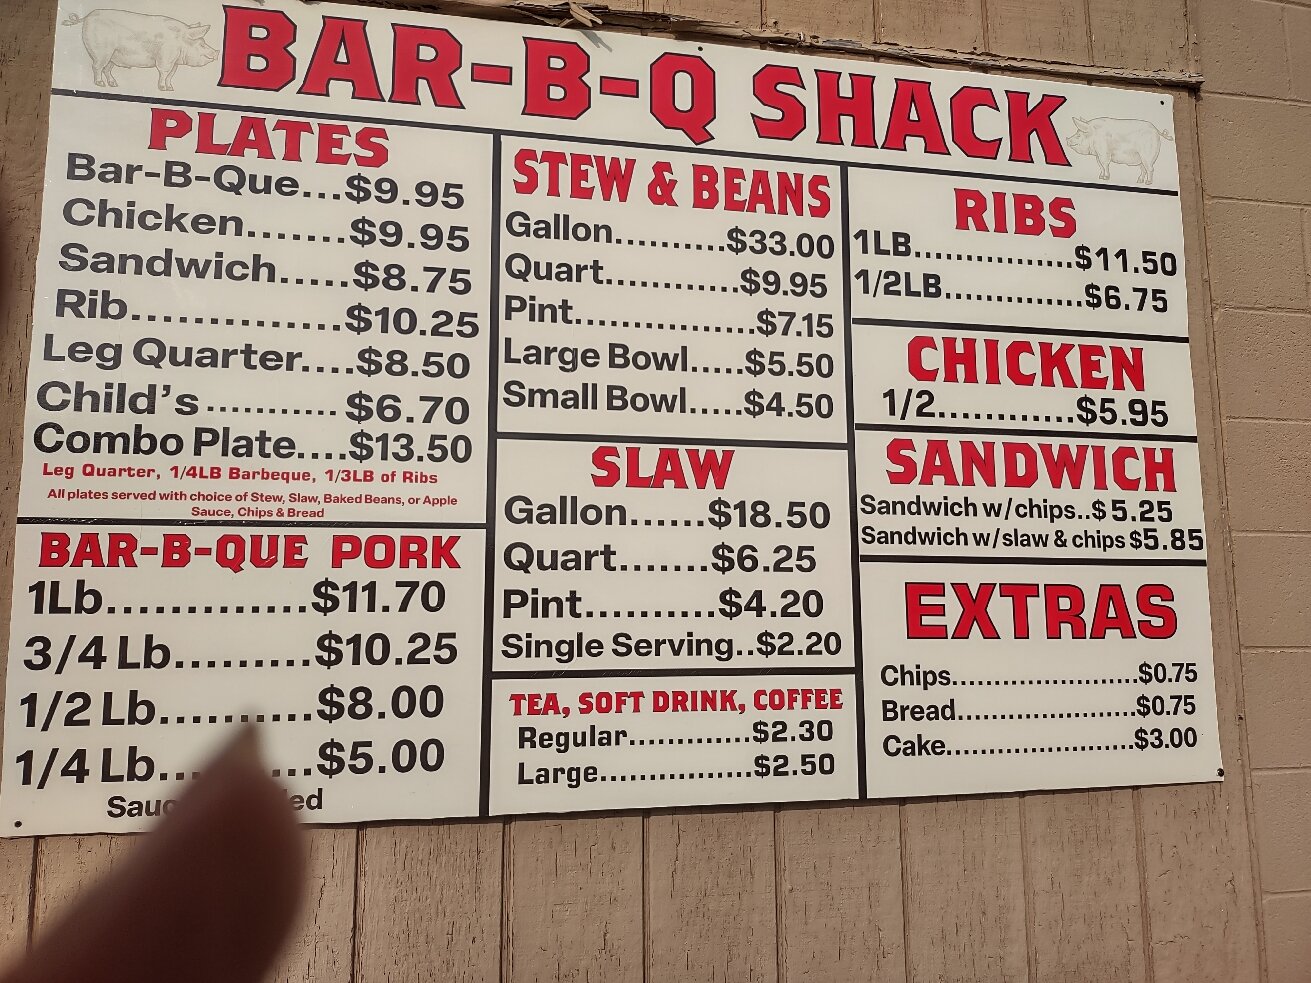 BAR-B-Q SHACK
PLATES
Bar-B-Que...$9.95
Chicken.......$9.95
Sandwich.....$8.75
Rib..............$10.25
Leg Quarter....$8.50
Child's ........... $6.70
Combo Plate....$13.50
Leg Quarter, 1/4LB Barbeque, 1/3LB of Ribs
All plates served with choice of Stew, Slaw, Baked Beans, or Apple
Sauce, Chips & Bread
BAR-B-QUE PORK
1Lb.............$11.70
3/4 Lb.........$10.25
1/2 Lb..........$8.00
1/4 Lb... ...$5.00
STEW & BEANS
Gallon..........$33.00
Quart............$9.95
Pint.................$7.15
Large Bowl.....$5.50
Small Bowl.....$4.50
SLAW
Gallon......$18.50
Quart.......$6.25
Pint.........$4.20
Single Serving..$2.20
TEA, SOFT DRINK, COFFEE
Regular............$2.30
Large...............$2.50
RIBS
1LB...............$11.50
1/2LB.............$6.75
CHICKEN
1/2............$5.95
SANDWICH
Sandwich w/chips..$5.25
Sandwich w/slaw & chips $5.85
EXTRAS
Chips......................$0.75
Bread.....................$0.75
Cake......................$3.00